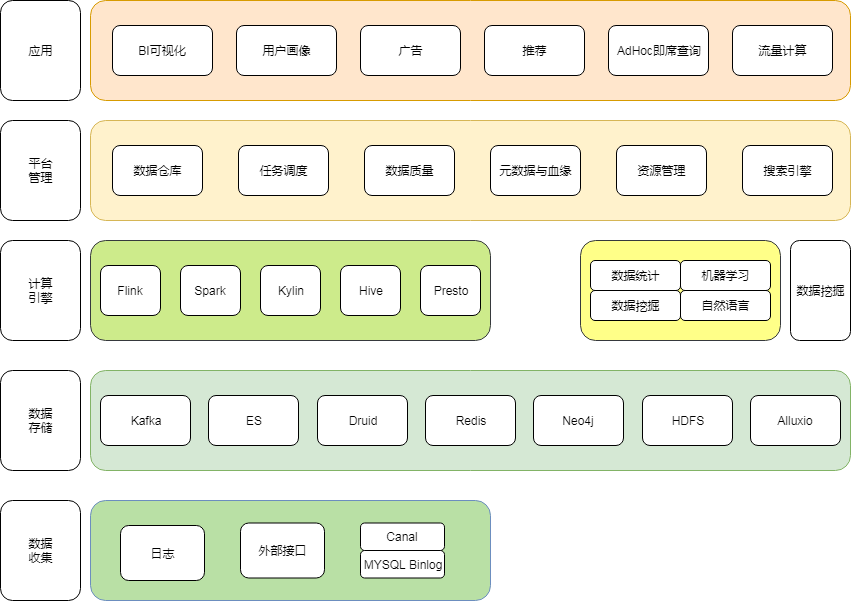 应用
BI可视化
用户画像
广告
推荐
AdHoc即席查询
流量计算
平台
管理
数据仓库
任务调度
数据质量
元数据与血缘
资源管理
搜索引擎
计算
引擎
Flink
Spark
Kylin
Hive
Presto
数据统计
机器学习
数据挖掘
自然语言
数据挖掘
数据
存储
Kafka
ES
Druid
Redis
Neo4j
HDFS
Alluxio
数据
收集
日志
外部接口
Canal
MYSQL Binlog